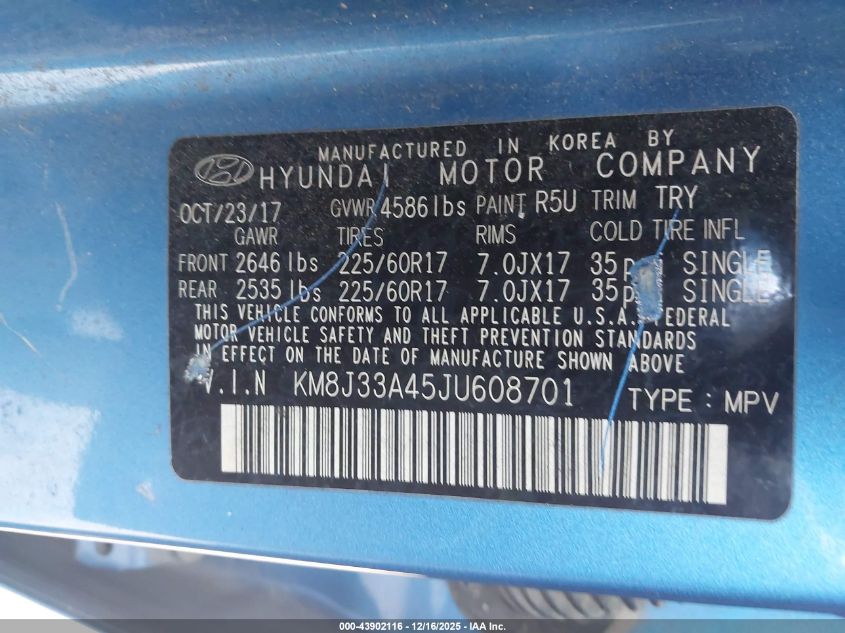 MANUFACTURED IN KOREA BY
HYUNDAI MOTOR COMPANY
OCT/23/17 GVWR 4586lbs PAINT R5U TRIM TRY
GAWR TIRES RIMS COLD TIRE INFL
FRONT 2646 lbs 225/60R17 7.0JX17 35 SINGLE
REAR 2535 lbs 225/60R17 7.0JX17 35 SINGLE
THIS VEHICLE CONFORMS TO ALL APPLICABLE U.S.A. FEDERAL
MOTOR VEHICLE SAFETY AND THEFT PREVENTION STANDARDS
IN EFFECT ON THE DATE OF MANUFACTURE SHOWN ABOVE
V.I.N KM8J33A45JU608701 TYPE : MPV
000-43902116 - 12/16/2025 - IAA Inc.